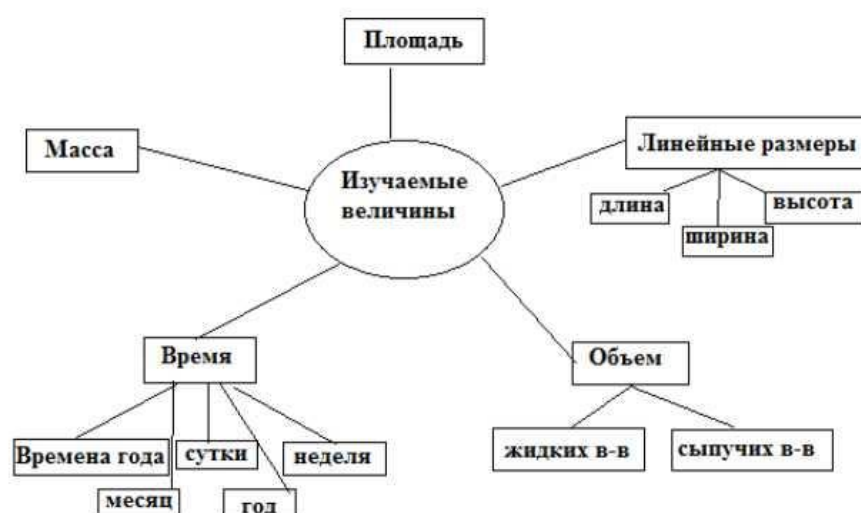 Площадь
Масса
Линейные размеры
Изучаемые
величины
длина
высота
ширина
Время
Объем
Времена года
сутки
неделя
жидких в-в
сыпучих в-в
месяц
год